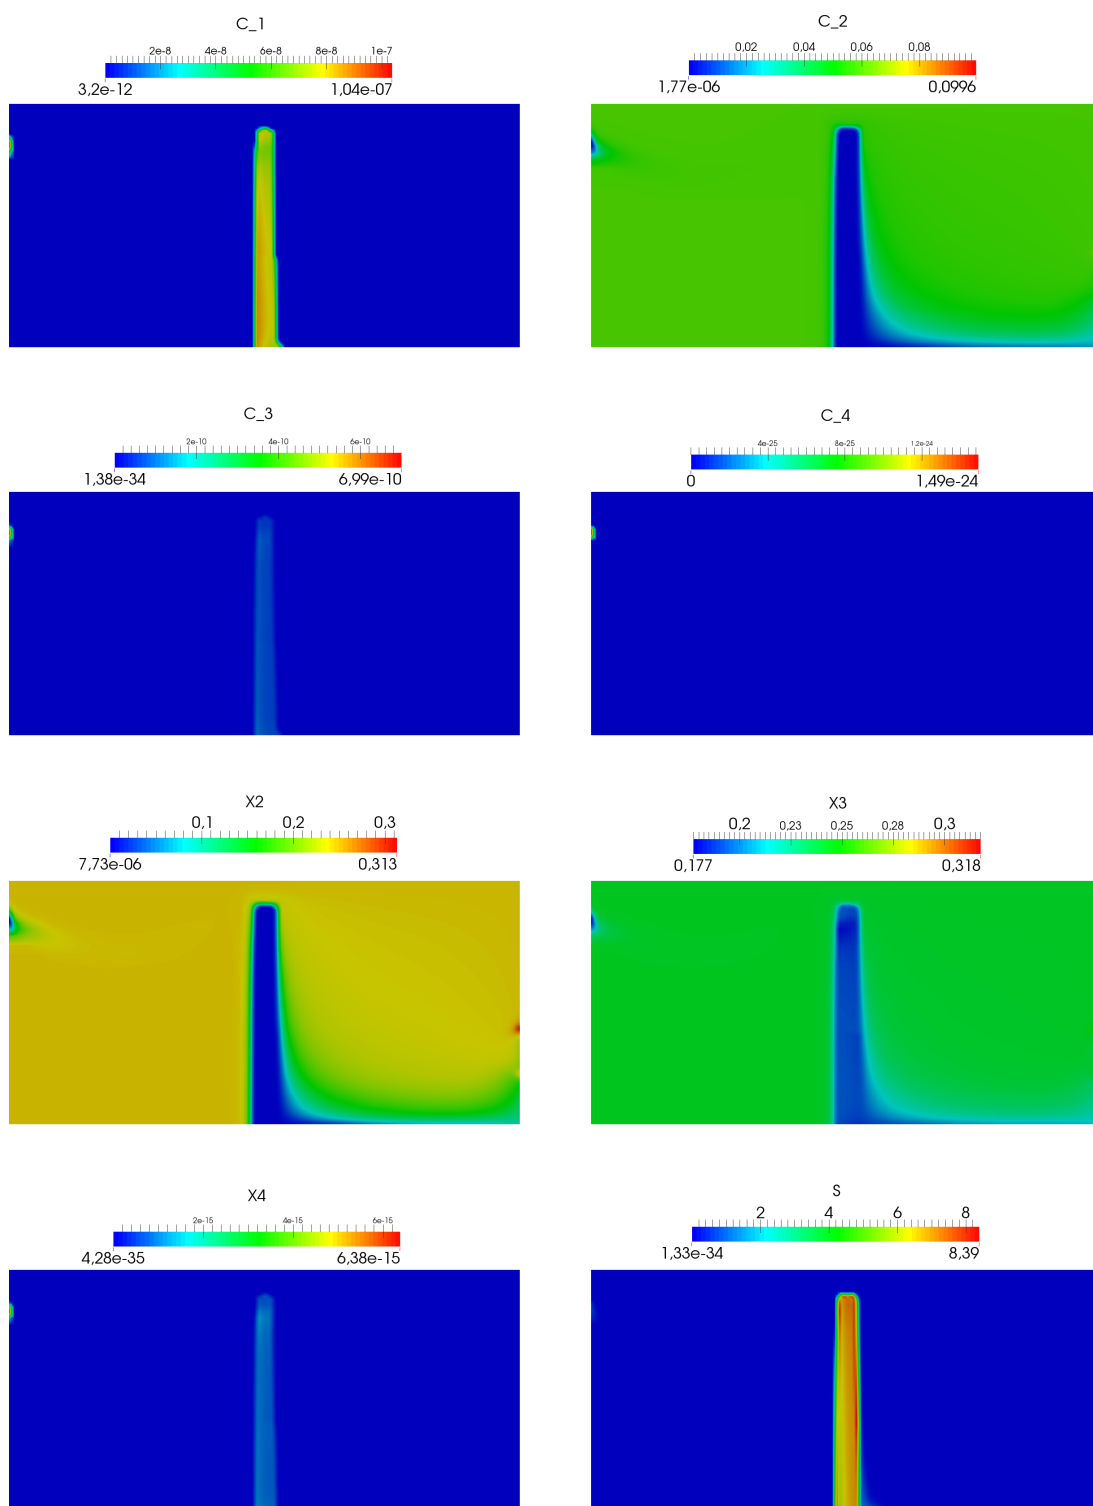 C_1
2e-8 4e-8 6e-8 8e-8 1e-7
3,2e-12 1,04e-07
C_2
0,02 0,04 0,06 0,08
1,77e-06 0,0996
C_3
2e-10 4e-10 6e-10
1,38e-34 6,99e-10
C_4
4e-25 8e-25 1.2e-24
0 1,49e-24
X2
0,1 0,2 0,3
7,73e-06 0,313
X3
0,2 0,23 0,25 0,28 0,3
0,177 0,318
X4
2e-15 4e-15 6e-15
4,28e-35 6,38e-15
S
2 4 6 8
1,33e-34 8,39